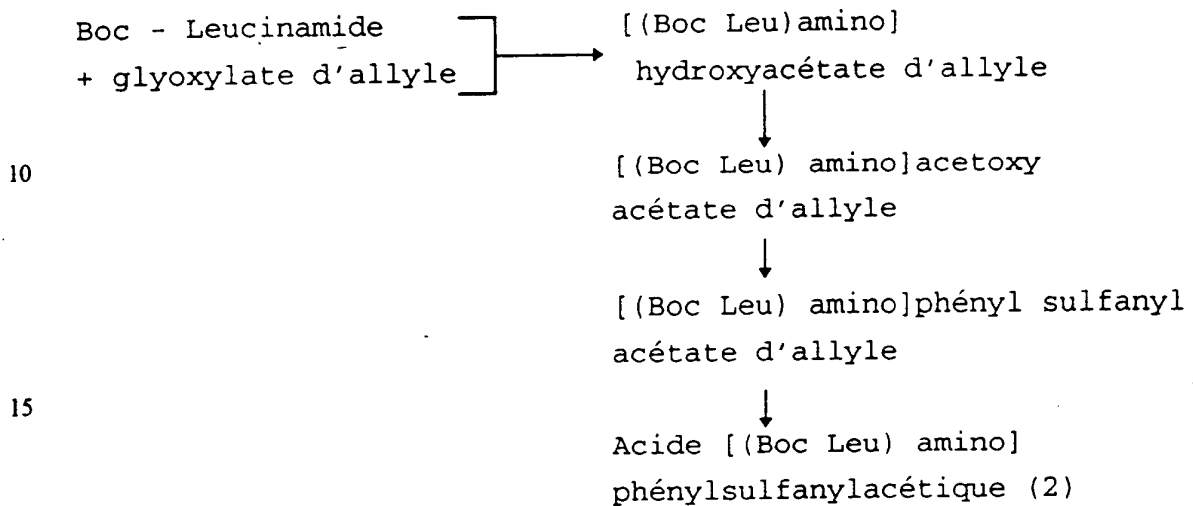 Boc - Leucinamide
+ glyoxylate d'allyle
[(Boc Leu)amino]
hydroxyacétate d'allyle
10
[(Boc Leu) amino]acetoxy
acétate d'allyle
[(Boc Leu) amino]phényl sulfanyl
acétate d'allyle
15
Acide [(Boc Leu) amino]
phénylsulfanylacétique (2)